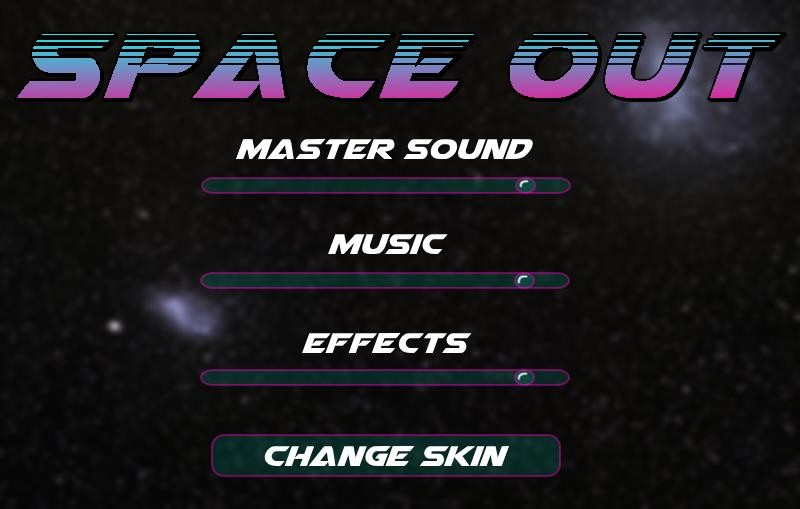 SPACE OUT
MASTER SOUND
MUSIC
EFFECTS
CHANGE SKIN